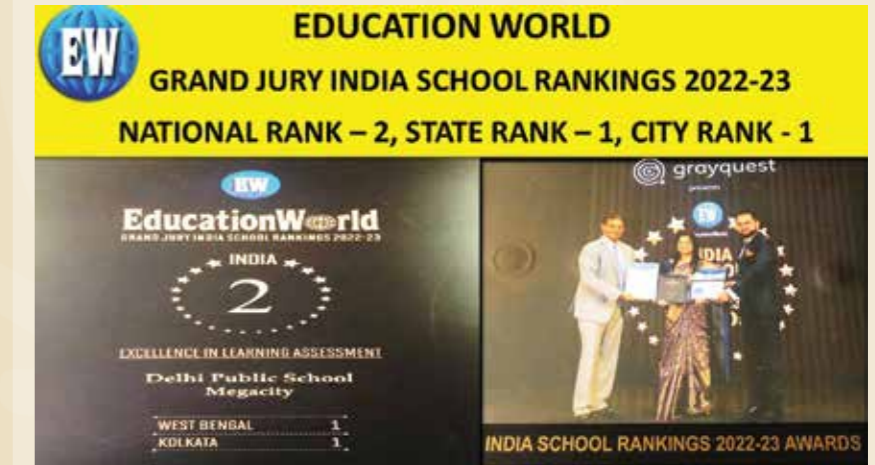 EW
EDUCATION WORLD
GRAND JURY INDIA SCHOOL RANKINGS 2022-23
NATIONAL RANK – 2, STATE RANK – 1, CITY RANK - 1
EW
EducationWorld
GRAND JURY INDIA SCHOOL RANKINGS 2022-23
INDIA
2
EXCELLENCE IN LEARNING ASSESSMENT
Delhi Public School
Megacity
WEST BENGAL 1
KOLKATA 1
grayquest
presents
EW
INDIA
INDIA SCHOOL RANKINGS 2022-23 AWARDS